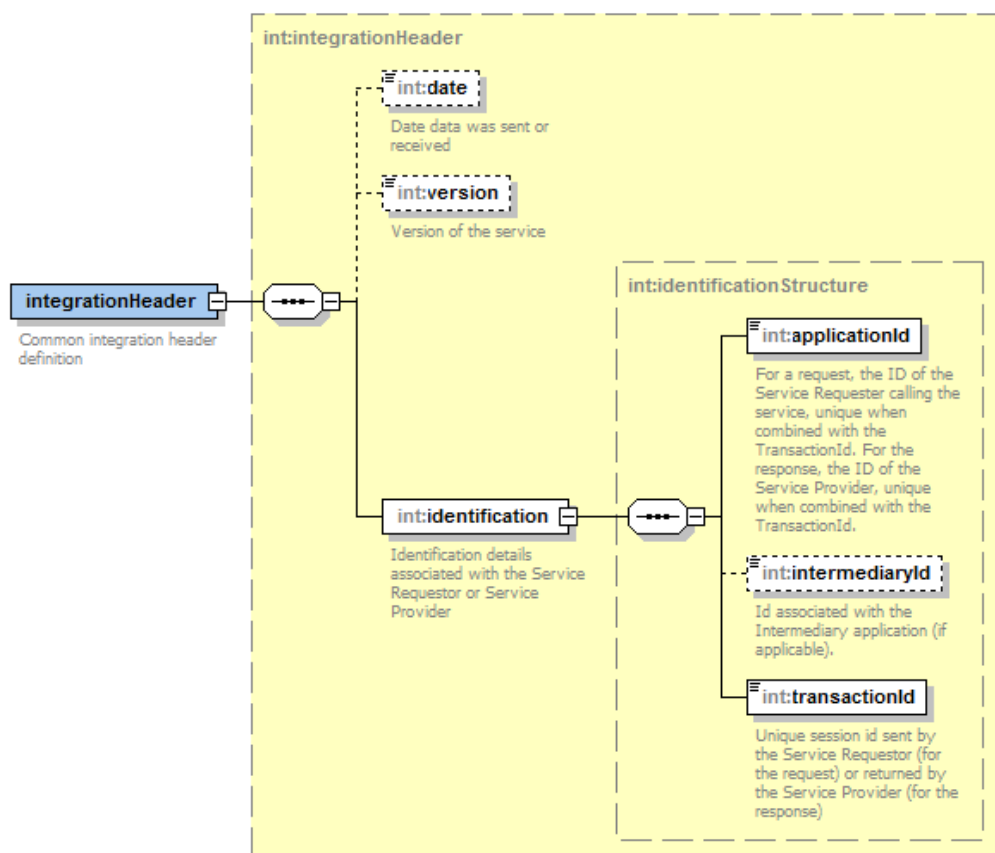 int:integrationHeader
int:date
Date data was sent or
received
int:version
Version of the service
integrationHeader
Common integration header
definition
int:identification
Identification details
associated with the Service
Requestor or Service
Provider
int:identificationStructure
int:applicationId
For a request, the ID of the
Service Requester calling the
service, unique when
combined with the
TransactionId. For the
response, the ID of the
Service Provider, unique
when combined with the
TransactionId.
int:intermediaryId
Id associated with the
Intermediary application (if
applicable).
int:transactionId
Unique session id sent by
the Service Requestor (for
the request) or returned by
the Service Provider (for the
response)